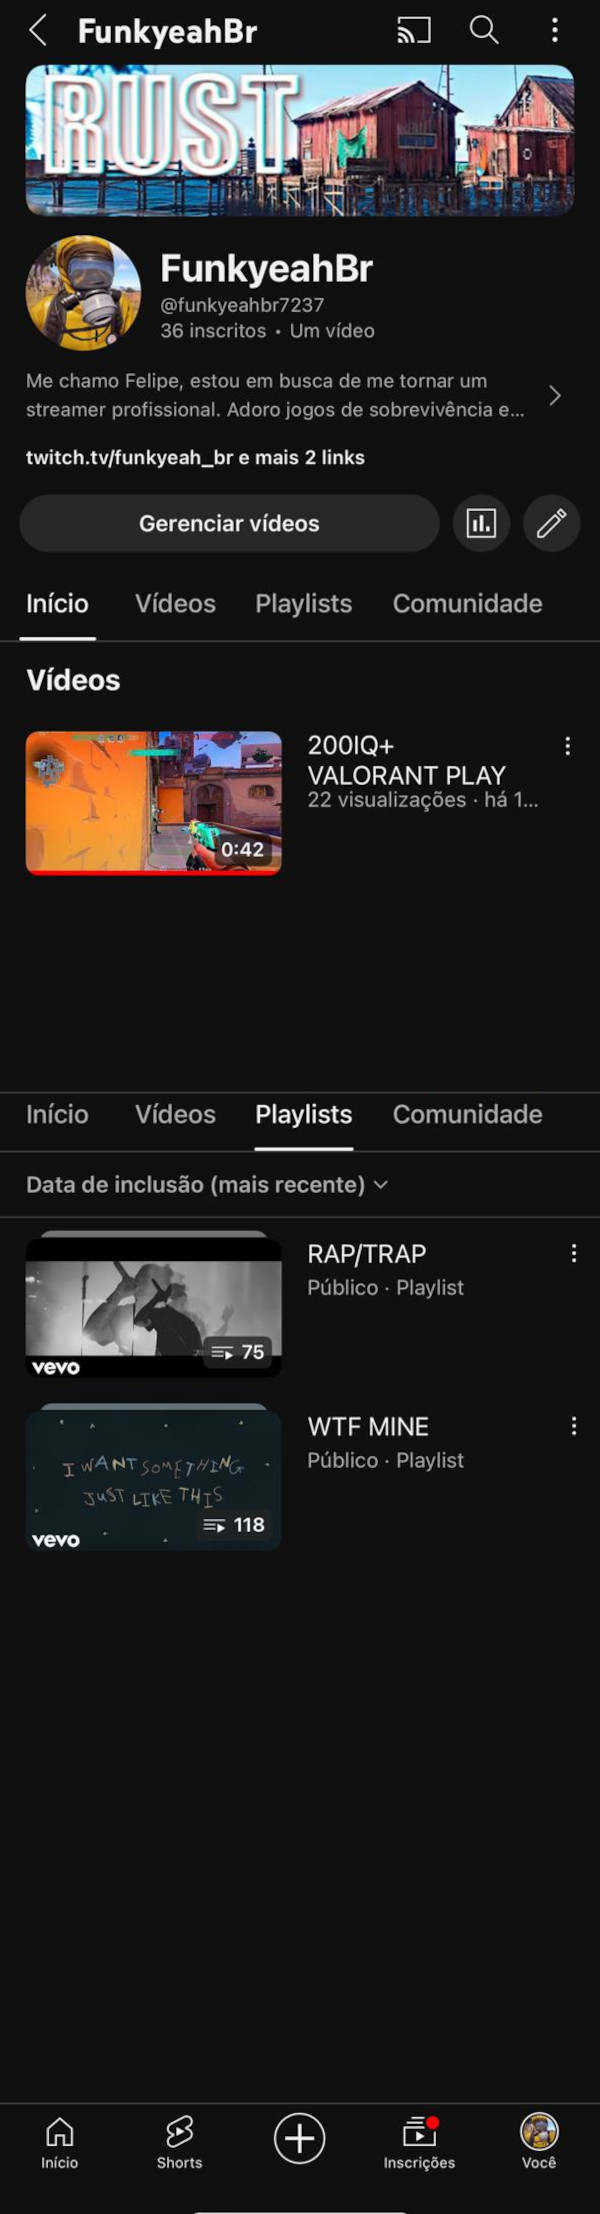 FunkyeahBr
RUST
FunkyeahBr
@funkyeahbr7237
36 inscritos • Um vídeo
Me chamo Felipe, estou em busca de me tornar um
streamer profissional. Adoro jogos de sobrevivência e...
twitch.tv/funkyeah_br e mais 2 links
Gerenciar vídeos
Início Vídeos Playlists Comunidade
Vídeos
200IQ+
VALORANT PLAY
22 visualizações · há 1...
0:42
Início Vídeos Playlists Comunidade
Data de inclusão (mais recente)
RAP/TRAP
Público · Playlist
75
vevo
WTF MINE
Público · Playlist
I WANT SOMETHING
JUST LIKE THIS
118
vevo
Início Shorts Inscrições Você